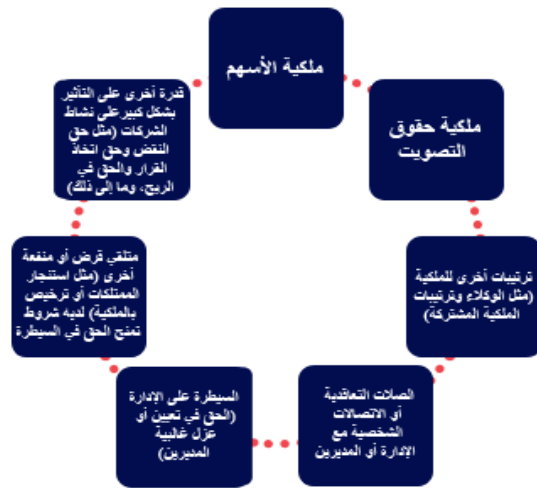 ملكية الأسهم
ملكية حقوق
التصويت
ترتيبات أخرى للملكية
(مثل الوكلاء وترتيبات
الملكية المشتركة)
الصلات التعاقدية
أو الاتصالات
الشخصية مع
الإدارة أو المديرين
السيطرة على الإدارة
(الحق في تعيين أو
عزل غالبية
المديرين)
متلقي قرض أو منفعة
أخرى (مثل استئجار
الممتلكات أو ترخيص
بالملكية) لديه شروط
تمنح الحق في السيطرة
قدرة أخرى على التأثير
بشكل كبير على نشاط
الشركات (مثل حق
النقض وحق اتخاذ
القرار والحق في
الربح، وما إلى ذلك)